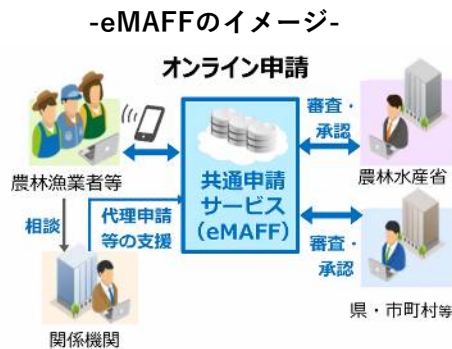 -eMAFFのイメージ-
オンライン申請
農林漁業者等
共通申請
サービス
(eMAFF)
審査・
承認
農林水産省
相談
代理申請
等の支援
関係機関
審査・
承認
県・市町村等